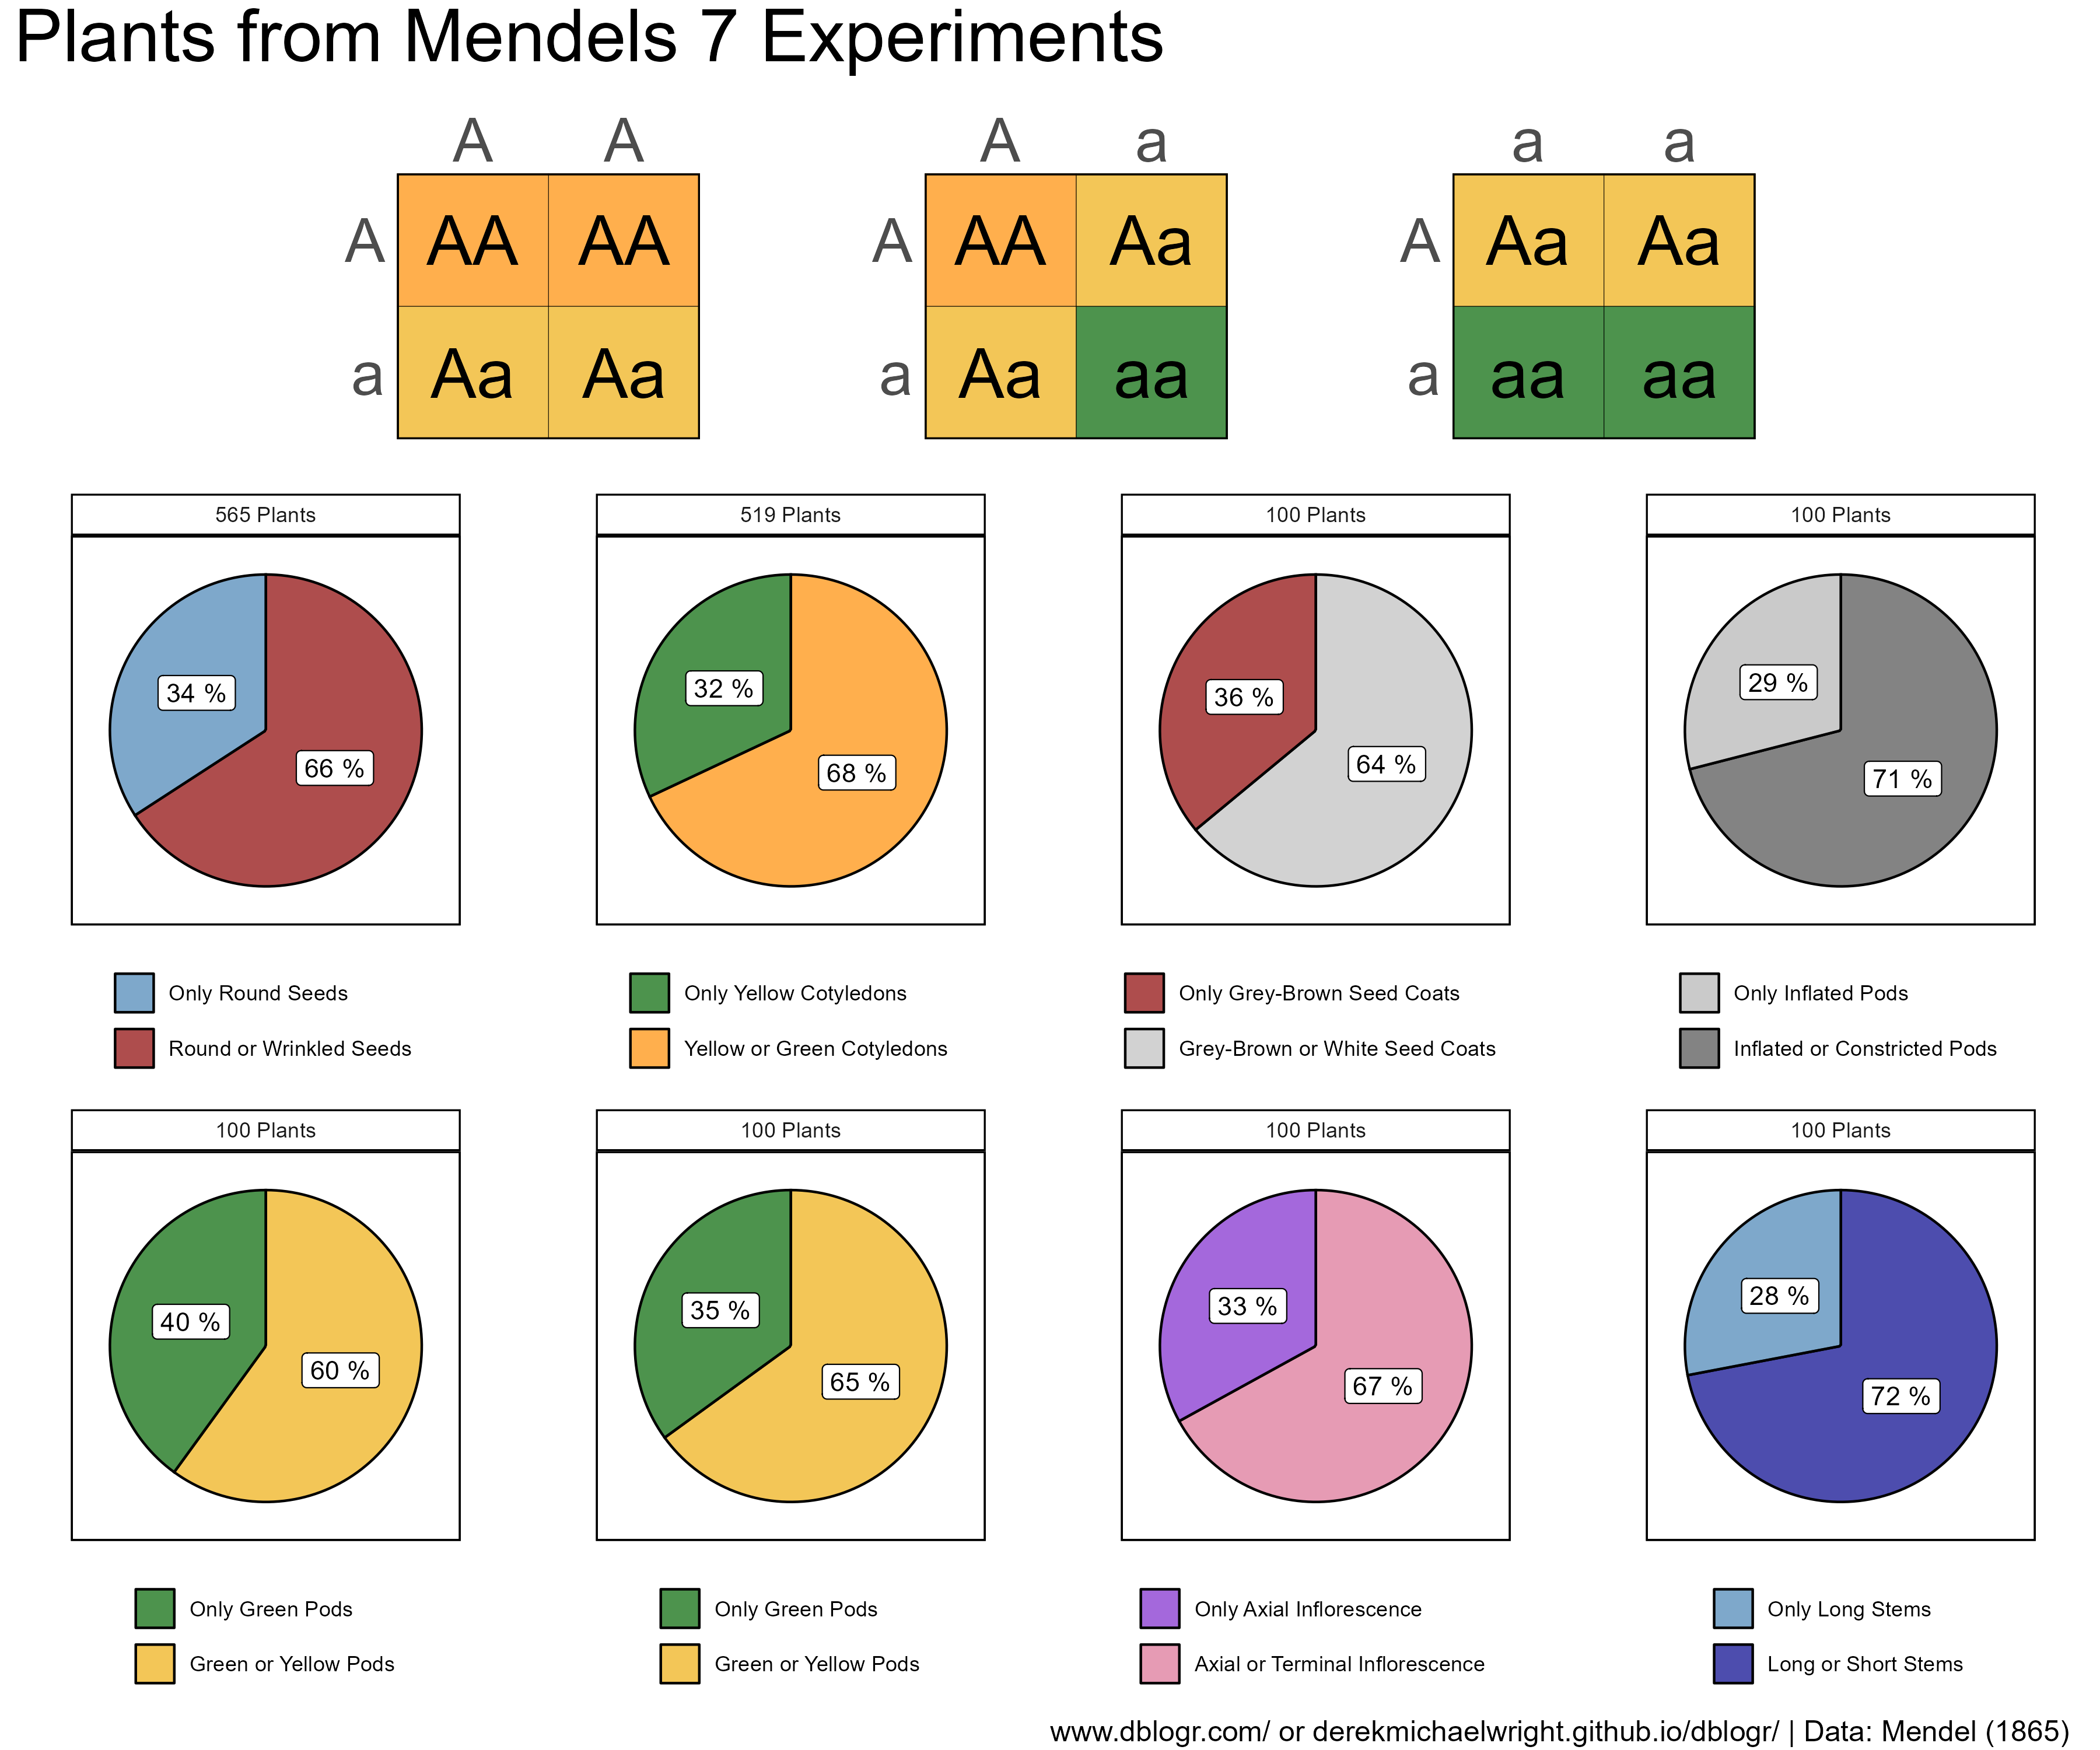 Plants from Mendels 7 Experiments
A A A a a a
A AA AA A AA Aa A Aa Aa
a Aa Aa a Aa aa a aa aa
565 Plants 519 Plants 100 Plants 100 Plants
34 % 32 % 36 % 29 %
66 % 68 % 64 % 71 %
Only Round Seeds Only Yellow Cotyledons Only Grey-Brown Seed Coats Only Inflated Pods
Round or Wrinkled Seeds Yellow or Green Cotyledons Grey-Brown or White Seed Coats Inflated or Constricted Pods
100 Plants 100 Plants 100 Plants 100 Plants
40 % 35 % 33 % 28 %
60 % 65 % 67 % 72 %
Only Green Pods Only Green Pods Only Axial Inflorescence Only Long Stems
Green or Yellow Pods Green or Yellow Pods Axial or Terminal Inflorescence Long or Short Stems
www.dblogr.com/ or derekmichaelwright.github.io/dblogr/ | Data: Mendel (1865)